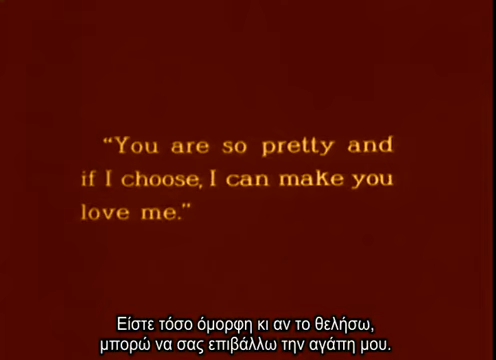 "You are so pretty and
if I choose, I can make you
love me."
Είστε τόσο όμορφη κι αν το θελήσω,
μπορώ να σας επιβάλλω την αγάπη μου.